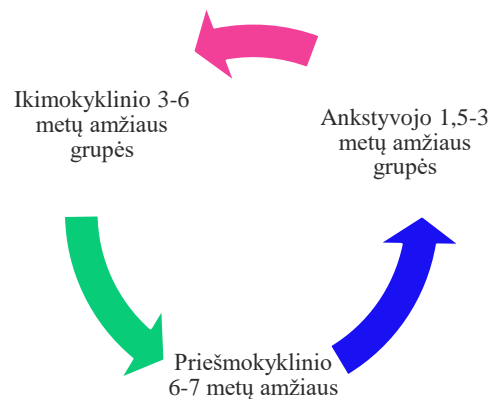 Ikimokyklinio 3-6
metų amžiaus
grupės
Ankstyvojo 1,5-3
metų amžiaus
grupės
Priešmokyklinio
6-7 metų amžiaus